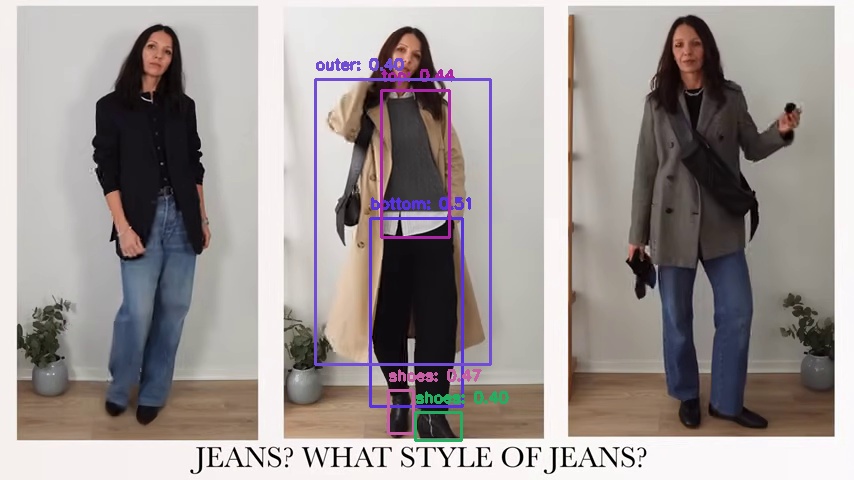 outer: 0.40
top: 0.44
bottom: 0.51
shoes: 0.47
shoes: 0.40
JEANS? WHAT STYLE OF JEANS?